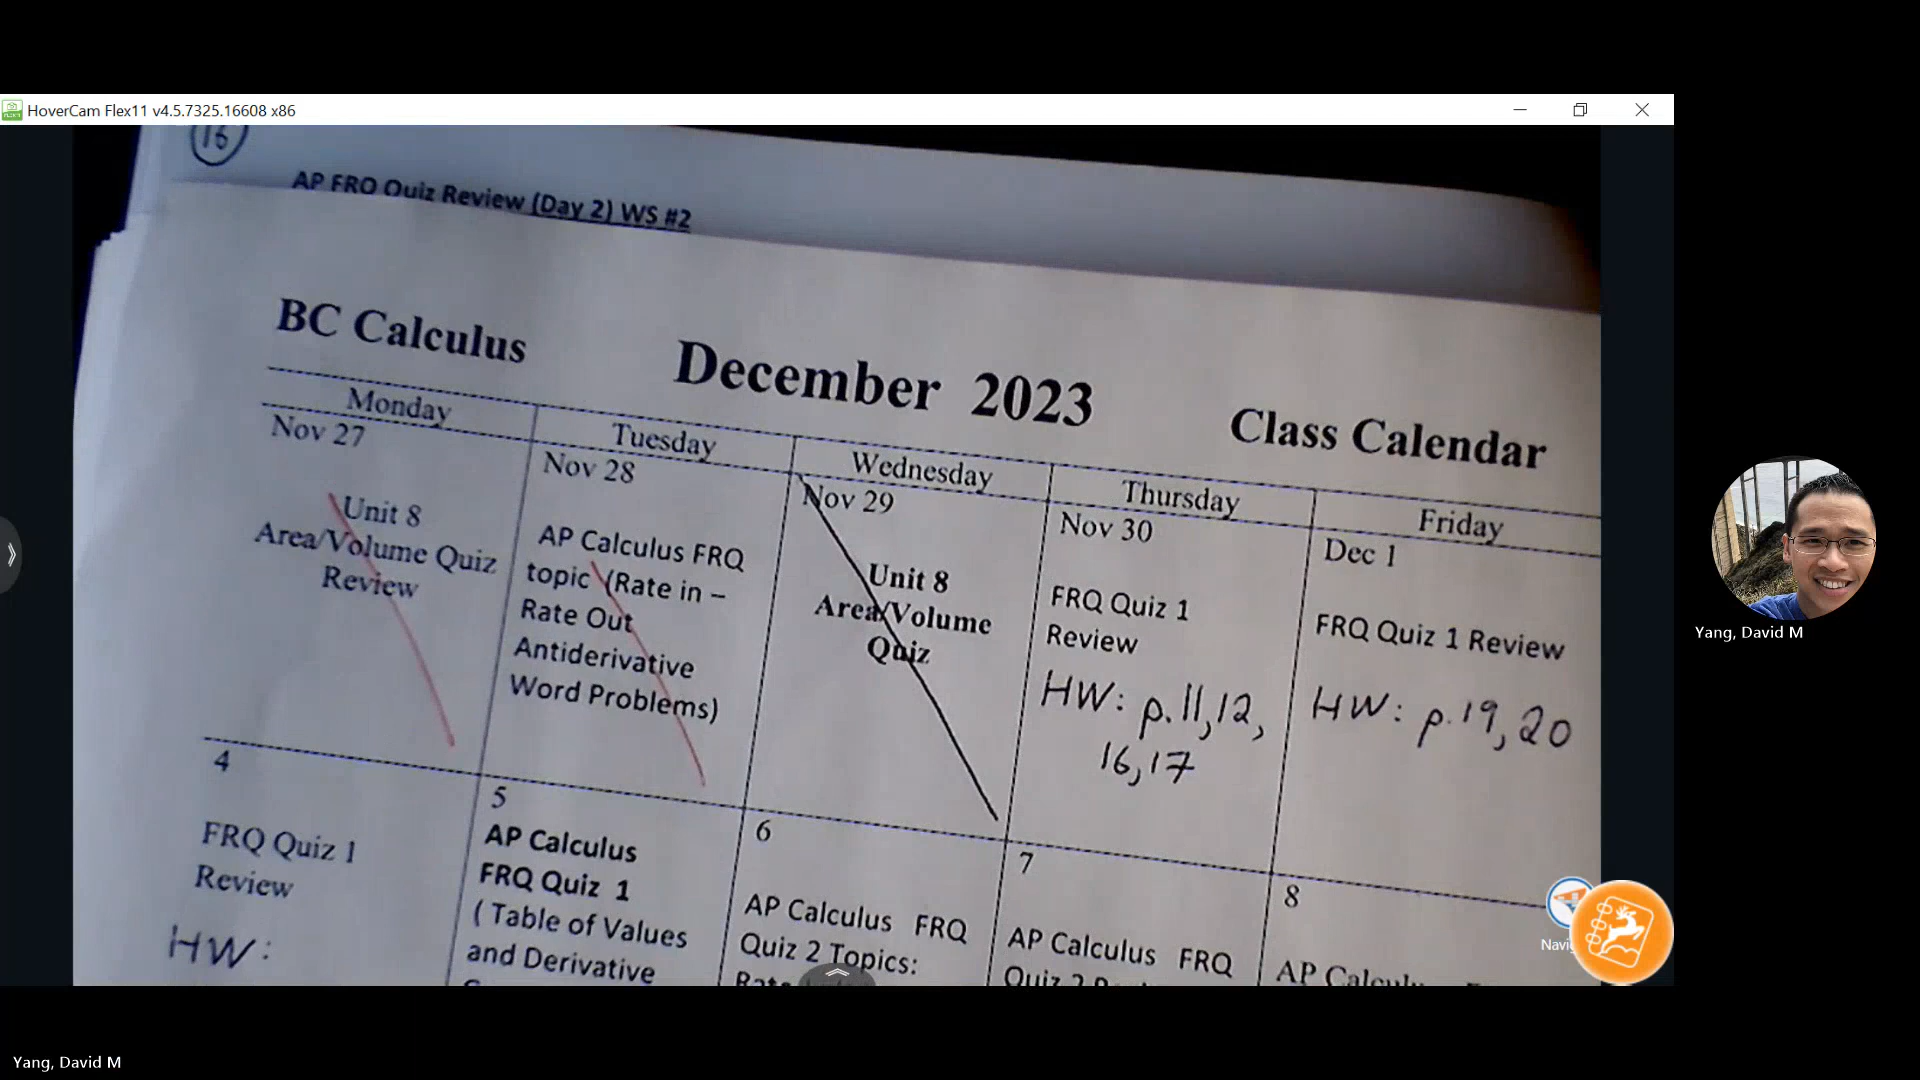 HoverCam Flex11 v4.5.7325.16608 x86
16
AP FRQ Quiz Review (Day 2) WS #2
BC Calculus
December 2023
Class Calendar
Monday
Tuesday
Wednesday
Thursday
Friday
Nov 27
Unit 8
Area/Volume Quiz
Review
Nov 28
AP Calculus FRQ
topic (Rate in –
Rate Out
Antiderivative
Word Problems)
Nov 29
Unit 8
Area/Volume
Quiz
Nov 30
FRQ Quiz 1
Review
HW: p.11,12,
16,17
Dec 1
FRQ Quiz 1 Review
HW: p.19, 20
4
FRQ Quiz 1
Review
HW:
5
AP Calculus
FRQ Quiz 1
( Table of Values
and Derivative
6
AP Calculus FRQ
Quiz 2 Topics:
7
AP Calculus FRQ
Quiz 2
8
AP Calculus
Yang, David M
Yang, David M